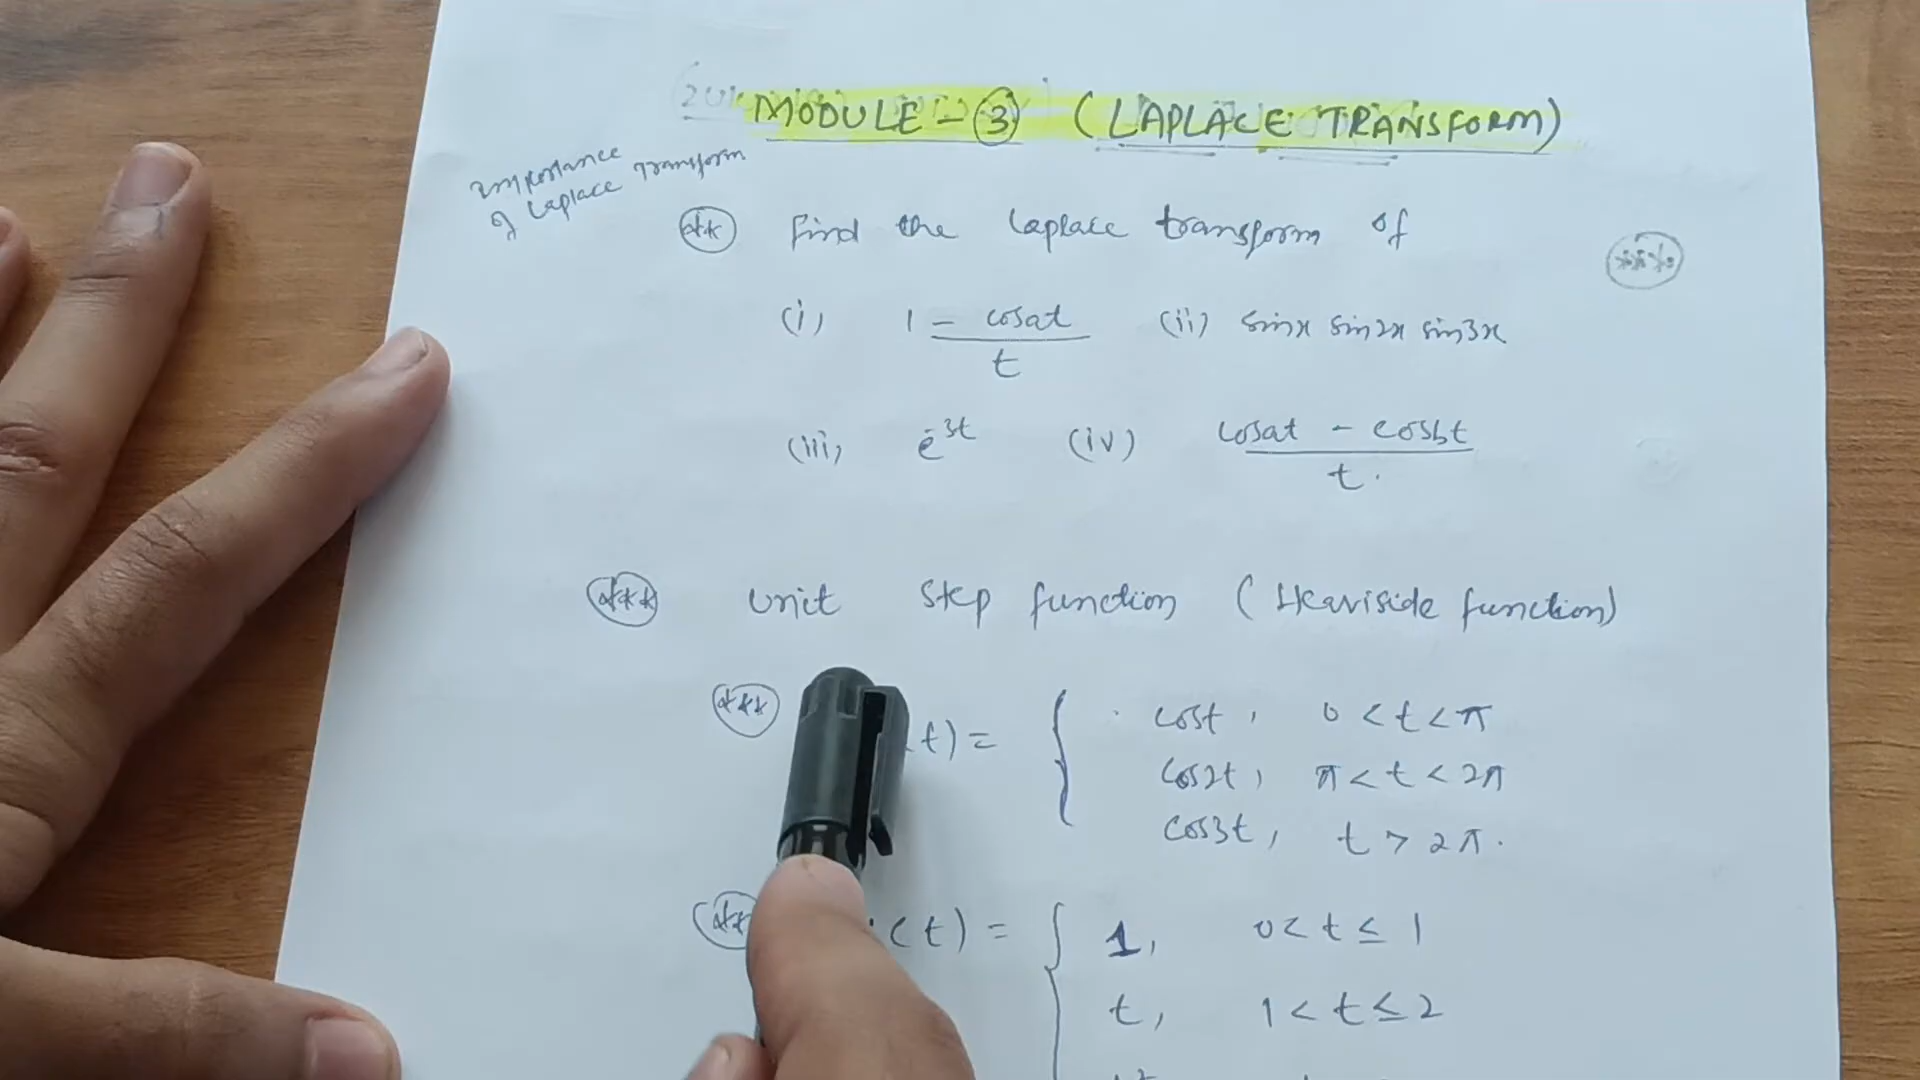 MODULE - ③ (LAPLACE TRANSFORM)
Importance
of Laplace Transform
** Find the Laplace transform of
***
(i) 1 - cosat / t (ii) sinx sin2x sin3x
(iii) e^-3t (iv) cosat - cosbt / t.
*** unit step function (Heaviside function)
*** (t) = { cost, 0 < t < π
cos2t, π < t < 2π
cos3t, t > 2π.
** (t) = { 1, 0 < t ≤ 1
t, 1 < t ≤ 2